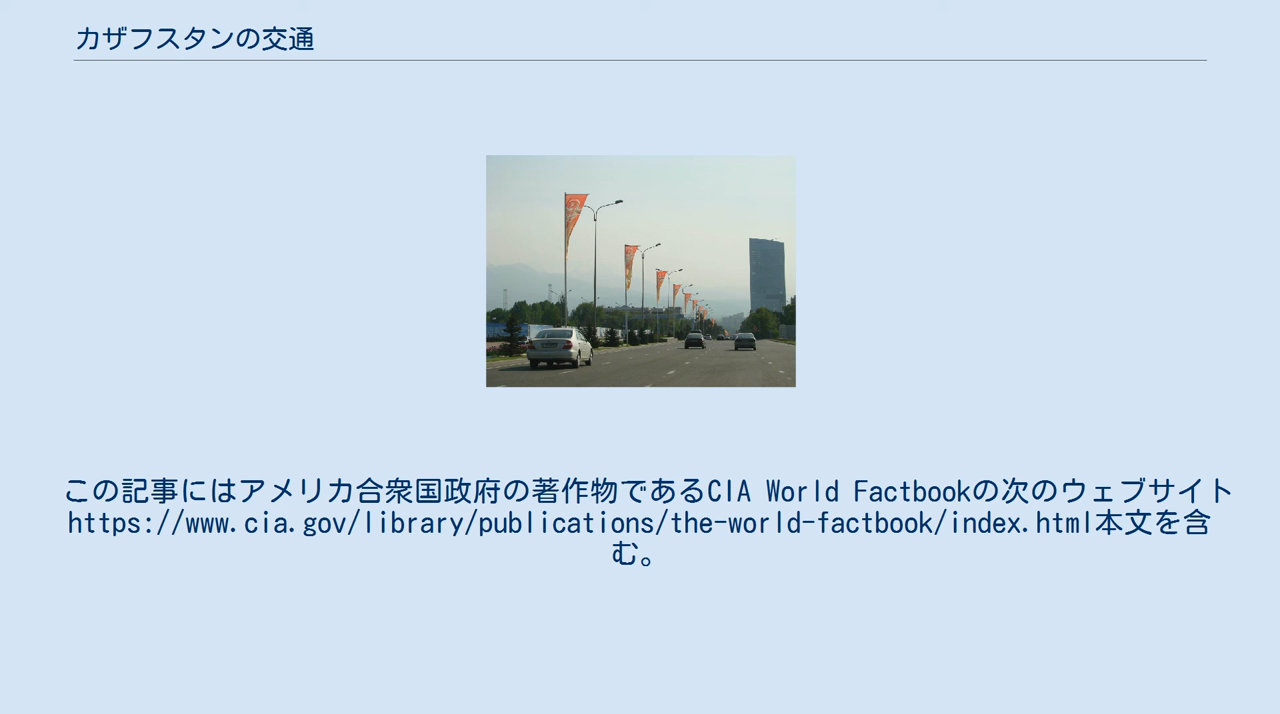 カザフスタンの交通
この記事にはアメリカ合衆国政府の著作物であるCIA World Factbookの次のウェブサイト
https://www.cia.gov/library/publications/the-world-factbook/index.html本文を含
む。